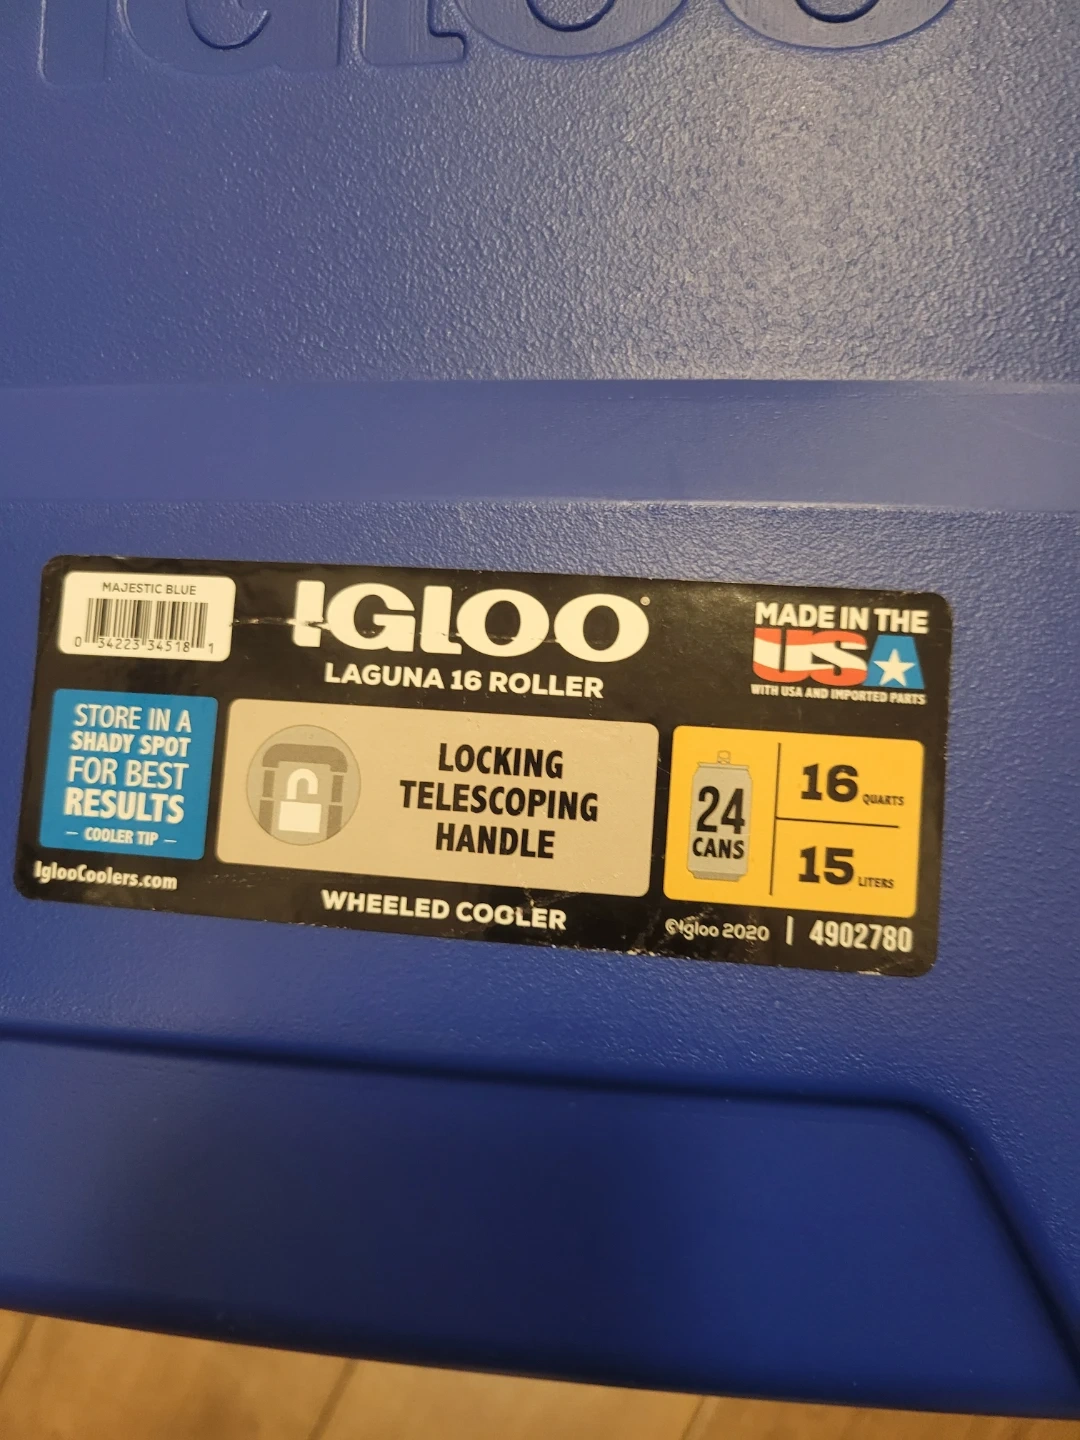 IGLOO
MAJESTIC BLUE
0 34223 34518 1
IGLOO®
LAGUNA 16 ROLLER
MADE IN THE
USA
WITH USA AND IMPORTED PARTS
STORE IN A
SHADY SPOT
FOR BEST
RESULTS
– COOLER TIP –
IglooCoolers.com
LOCKING
TELESCOPING
HANDLE
WHEELED COOLER
24
CANS
16 QUARTS
15 LITERS
©Igloo 2020 | 4902780